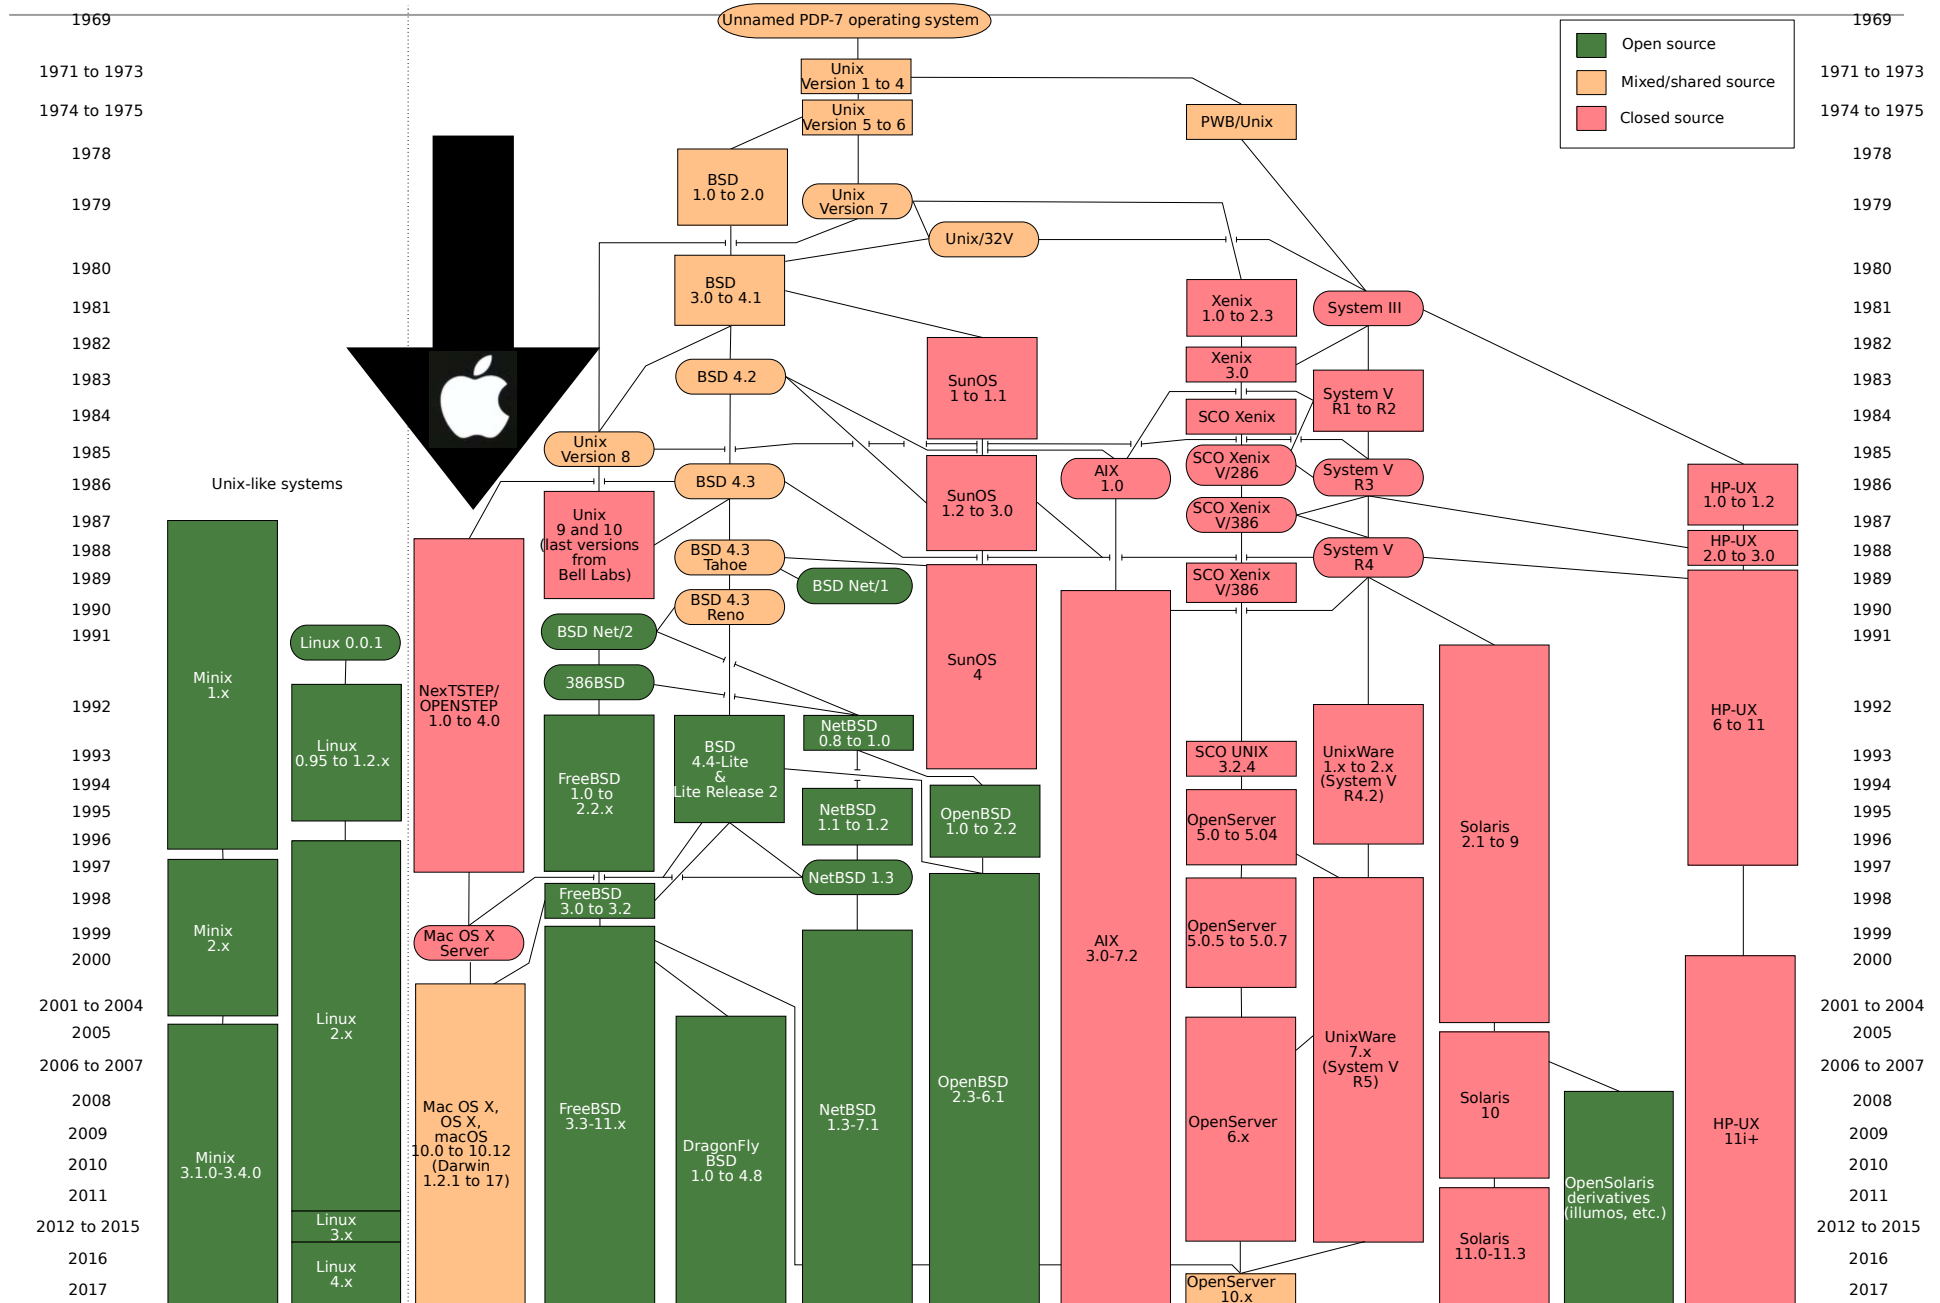 1969
Unnamed PDP-7 operating system
1969
Open source
Mixed/shared source
Closed source
1971 to 1973
Unix
Version 1 to 4
1971 to 1973
1974 to 1975
Unix
Version 5 to 6
PWB/Unix
1974 to 1975
1978
1978
BSD
1.0 to 2.0
Unix
Version 7
1979
1979
Unix/32V
1980
1980
BSD
3.0 to 4.1
Xenix
1.0 to 2.3
System III
1981
1981
1982
1982
Xenix
3.0
BSD 4.2
SunOS
1 to 1.1
1983
1983
System V
R1 to R2
SCO Xenix
1984
1984
Unix
Version 8
1985
1985
SCO Xenix
V/286
AIX
1.0
System V
R3
BSD 4.3
Unix-like systems
1986
1986
HP-UX
1.0 to 1.2
SunOS
1.2 to 3.0
SCO Xenix
V/386
1987
1987
Unix
9 and 10
(last versions
from
Bell Labs)
HP-UX
2.0 to 3.0
1988
1988
BSD 4.3
Tahoe
System V
R4
1989
1989
BSD Net/1
SCO Xenix
V/386
BSD 4.3
Reno
1990
1990
BSD Net/2
1991
1991
Linux 0.0.1
Minix
1.x
386BSD
SunOS
4
NexTSTEP/
OPENSTEP
1.0 to 4.0
1992
1992
HP-UX
6 to 11
NetBSD
0.8 to 1.0
Linux
0.95 to 1.2.x
BSD
4.4-Lite
&
Lite Release 2
1993
1993
SCO UNIX
3.2.4
UnixWare
1.x to 2.x
(System V
R4.2)
FreeBSD
1.0 to
2.2.x
1994
1994
1995
1995
NetBSD
1.1 to 1.2
OpenBSD
1.0 to 2.2
OpenServer
5.0 to 5.04
Solaris
2.1 to 9
1996
1996
1997
1997
NetBSD 1.3
FreeBSD
3.0 to 3.2
1998
1998
Minix
2.x
Mac OS X
Server
1999
1999
AIX
3.0-7.2
OpenServer
5.0.5 to 5.0.7
2000
2000
2001 to 2004
2001 to 2004
Linux
2.x
2005
2005
UnixWare
7.x
(System V
R5)
2006 to 2007
2006 to 2007
OpenBSD
2.3-6.1
2008
2008
Mac OS X,
OS X,
macOS
10.0 to 10.12
(Darwin
1.2.1 to 17)
FreeBSD
3.3-11.x
NetBSD
1.3-7.1
OpenServer
6.x
Solaris
10
HP-UX
11i+
2009
2009
Minix
3.1.0-3.4.0
DragonFly
BSD
1.0 to 4.8
2010
2010
OpenSolaris
derivatives
(illumos, etc.)
2011
2011
Linux
3.x
2012 to 2015
2012 to 2015
Solaris
11.0-11.3
2016
2016
Linux
4.x
OpenServer
10.x
2017
2017